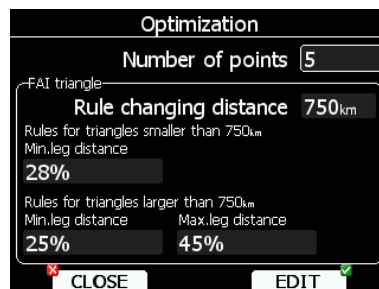 Optimization
Number of points 5
FAI triangle
Rule changing distance 750km
Rules for triangles smaller than 750km
Min.leg distance
28%
Rules for triangles larger than 750km
Min.leg distance Max.leg distance
25% 45%
CLOSE EDIT